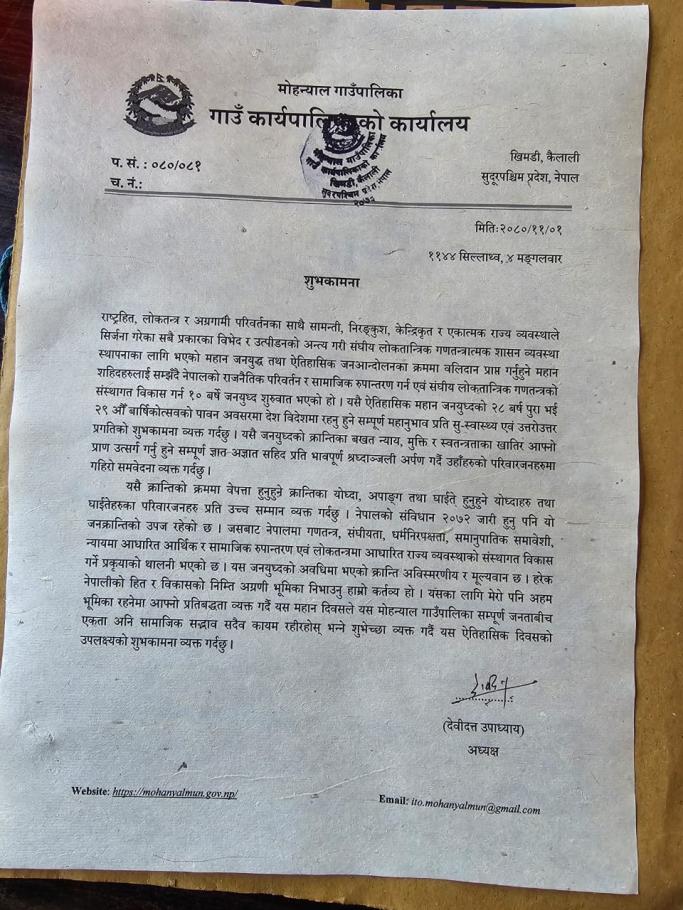 मोहन्याल गाउँपालिका
गाउँ कार्यपालिकाको कार्यालय
मोहन्याल गाउँपालिका
गाउँ कार्यपालिकाको कार्यालय
खिमडी, कैलाली
सुदूरपश्चिम प्रदेश, नेपाल
२०७३
प. सं. : ०८०/०८१
च. नं.:
खिमडी, कैलाली
सुदूरपश्चिम प्रदेश, नेपाल
मिति:२०८०/११/०१
११४४ सिल्लाथ्व, ४ मङ्गलवार
शुभकामना
राष्ट्रहित, लोकतन्त्र र अग्रगामी परिवर्तनका साथै सामन्ती, निरङ्कुश, केन्द्रिकृत र एकात्मक राज्य व्यवस्थाले
सिर्जना गरेका सबै प्रकारका विभेद र उत्पीडनको अन्त्य गरी संघीय लोकतान्त्रिक गणतन्त्रात्मक शासन व्यवस्था
स्थापनाका लागि भएको महान जनयुद्ध तथा ऐतिहासिक जनआन्दोलनका क्रममा वलिदान प्राप्त गर्नुहुने महान
शहिदहरुलाई सम्झँदै नेपालको राजनैतिक परिवर्तन र सामाजिक रुपान्तरण गर्न एवं संघीय लोकतान्त्रिक गणतन्त्रको
संस्थागत विकास गर्न १० बर्षे जनयुध्द शुरुवात भएको हो । यसै ऐतिहासिक महान जनयुध्दको २८ बर्ष पुरा भई
२९ औँ बार्षिकोत्सवको पावन अवसरमा देश विदेशमा रहनु हुने सम्पूर्ण महानुभाव प्रति सु-स्वास्थ्य एवं उत्तरोउत्तर
प्रगतिको शुभकामना व्यक्त गर्दछु । यसै जनयुध्दको क्रान्तिका बखत न्याय, मुक्ति र स्वतन्त्रताका खातिर आफ्नो
प्राण उत्सर्ग गर्नु हुने सम्पूर्ण ज्ञात-अज्ञात सहिद प्रति भावपूर्ण श्रध्दाञ्जली अर्पण गर्दै उहाँहरुको परिवारजनहरुमा
गहिरो समवेदना व्यक्त गर्दछु ।
यसै क्रान्तिको क्रममा वेपत्ता हुनुहुने क्रान्तिका योध्दा, अपाङ्ग तथा घाईते हुनुहुने योध्दाहरु तथा
घाईतेहरुका परिवारजनहरु प्रति उच्च सम्मान व्यक्त गर्दछु । नेपालको संविधान २०७२ जारी हुनु पनि यो
जनक्रान्तिको उपज रहेको छ । जसबाट नेपालमा गणतन्त्र, संघीयता, धर्मनिरपेक्षता, समानुपातिक समावेशी,
न्यायमा आधारित आर्थिक र सामाजिक रुपान्तरण एवं लोकतन्त्रमा आधारित राज्य व्यवस्थाको संस्थागत विकास
गर्ने प्रकृयाको थालनी भएको छ । यस जनयुध्दको अवधिमा भएको क्रान्ति अविस्मरणीय र मूल्यवान छ । हरेक
नेपालीको हित र विकासको निम्ति अग्रणी भूमिका निभाउनु हाम्रो कर्तव्य हो । यसका लागि मेरो पनि अहम
भूमिका रहनेमा आफ्नो प्रतिबद्धता व्यक्त गर्दै यस महान दिवसले यस मोहन्याल गाउँपालिका सम्पूर्ण जनताबीच
एकता अनि सामाजिक सद्भाव सदैव कायम रहीरहोस् भन्ने शुभेच्छा व्यक्त गर्दै यस ऐतिहासिक दिवसको
उपलक्ष्यको शुभकामना व्यक्त गर्दछु ।
(देवीदत्त उपाध्याय)
अध्यक्ष
Website: https://mohanyalmun.gov.np/
Email: ito.mohanyalmun@gmail.com